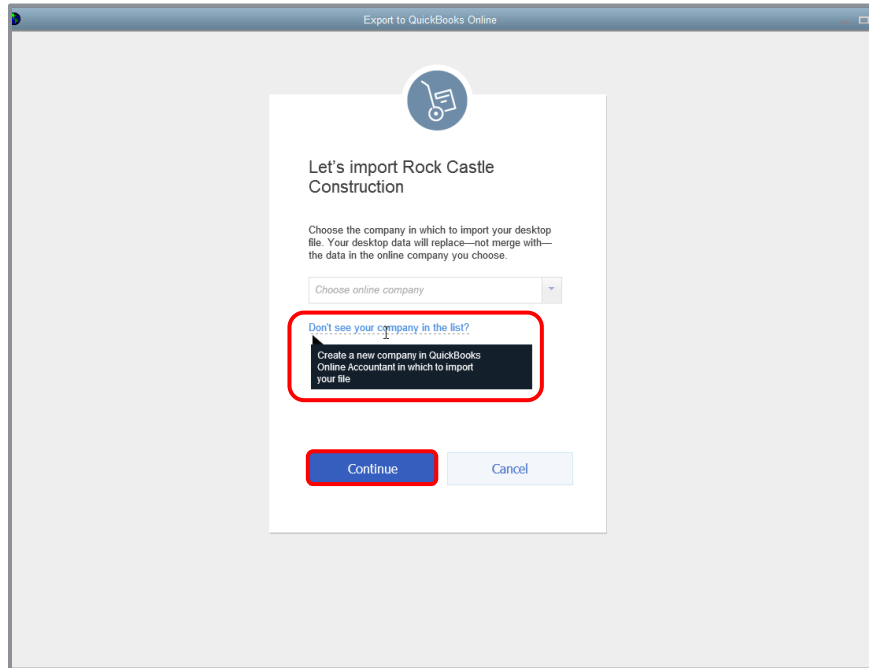 Export to QuickBooks Online
Let's import Rock Castle
Construction
Choose the company in which to import your desktop
file. Your desktop data will replace—not merge with—
the data in the online company you choose.
Choose online company
Don't see your company in the list?
Create a new company in QuickBooks
Online Accountant in which to import
your file
Continue
Cancel